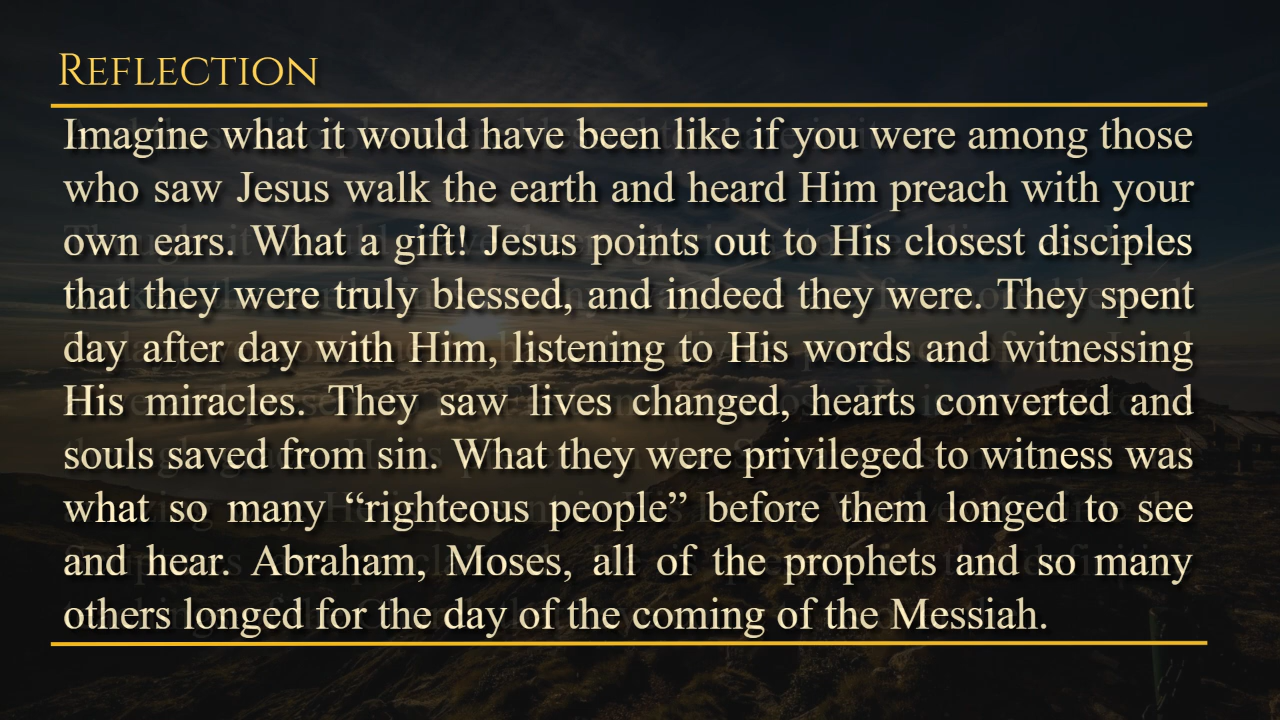 Reflection
Imagine what it would have been like if you were among those
who saw Jesus walk the earth and heard Him preach with your
own ears. What a gift! Jesus points out to His closest disciples
that they were truly blessed, and indeed they were. They spent
day after day with Him, listening to His words and witnessing
His miracles. They saw lives changed, hearts converted and
souls saved from sin. What they were privileged to witness was
what so many “righteous people” before them longed to see
and hear. Abraham, Moses, all of the prophets and so many
others longed for the day of the coming of the Messiah.